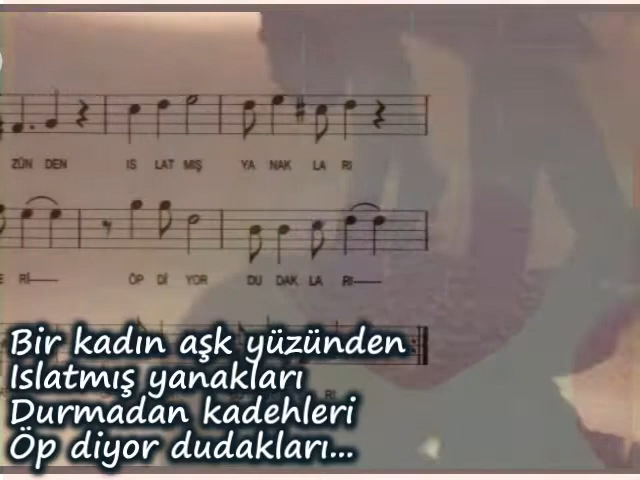 ZÜN DEN IS LAT MIŞ YA NAK LA RI
RI ÖP Dİ YOR DU DAK LA RI
Bir kadın aşk yüzünden
Islatmış yanakları
Durmadan kadehleri
Öp diyor dudakları...